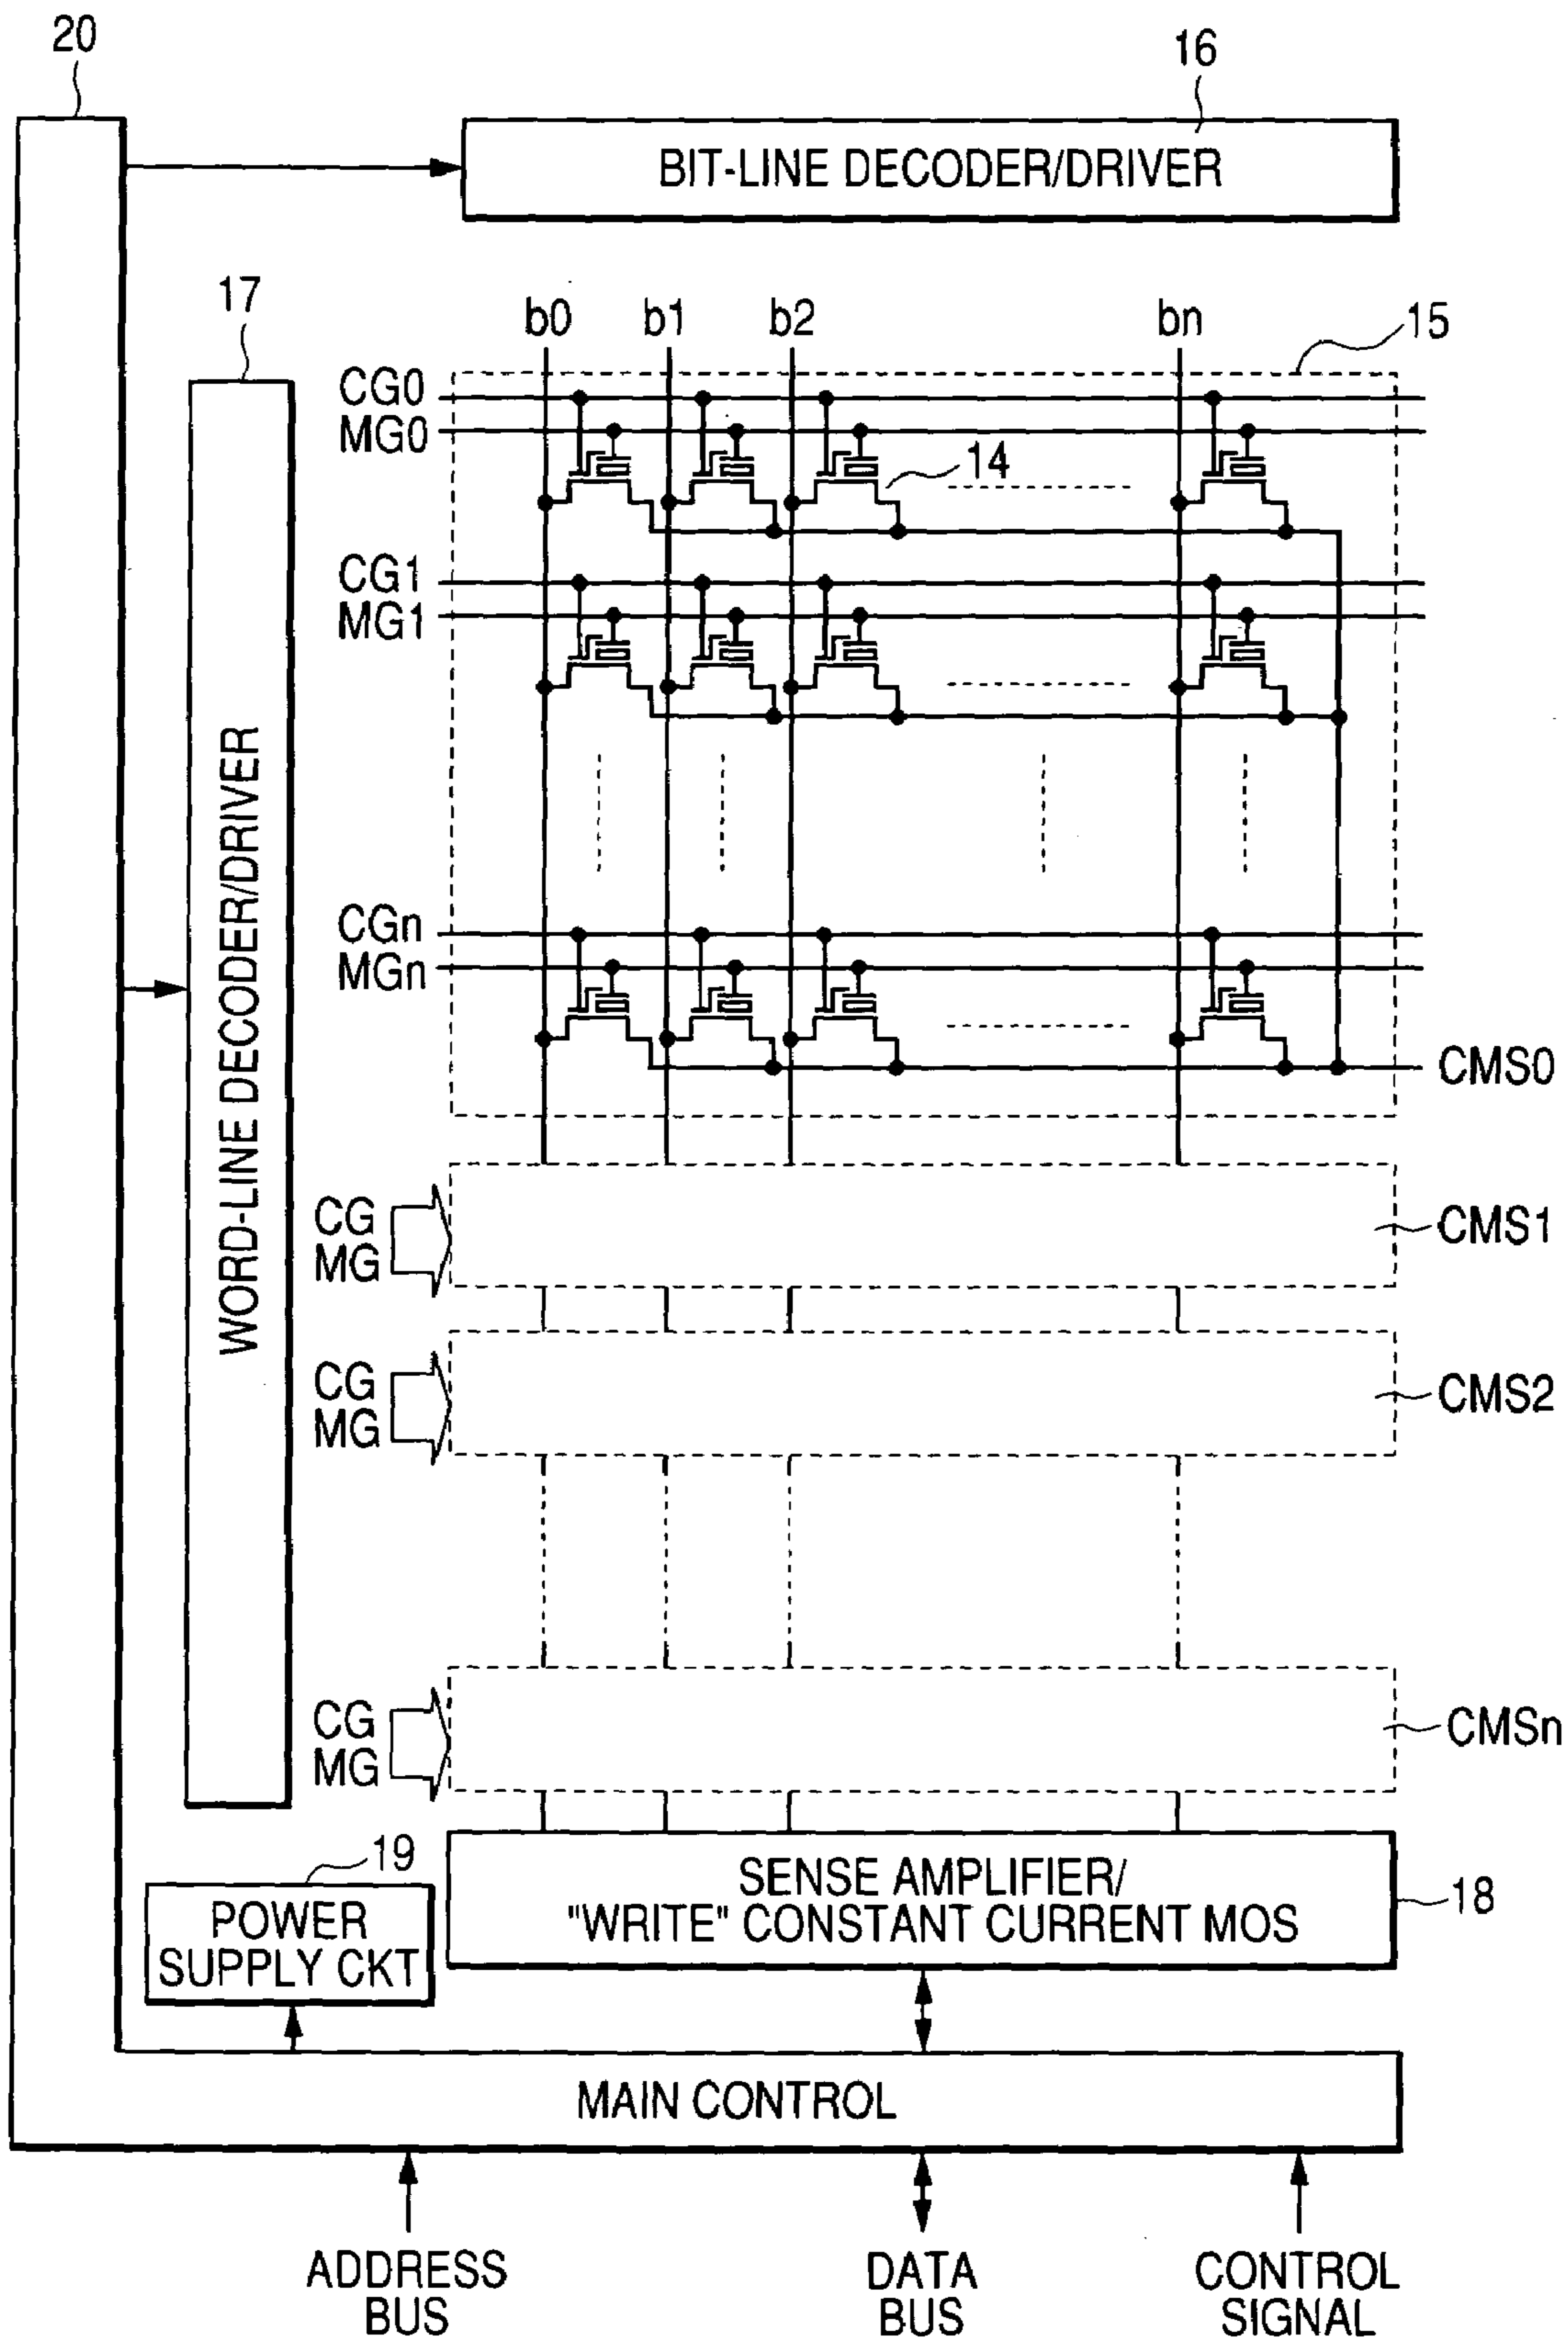 20
16
BIT-LINE DECODER/DRIVER
17
b0 b1 b2 bn
15
CG0
MG0
14
CG1
MG1
WORD-LINE DECODER/DRIVER
CGn
MGn
CMS0
CG
MG
CMS1
CG
MG
CMS2
CG
MG
CMSn
19
POWER
SUPPLY CKT
SENSE AMPLIFIER/
"WRITE" CONSTANT CURRENT MOS
18
MAIN CONTROL
ADDRESS
BUS
DATA
BUS
CONTROL
SIGNAL